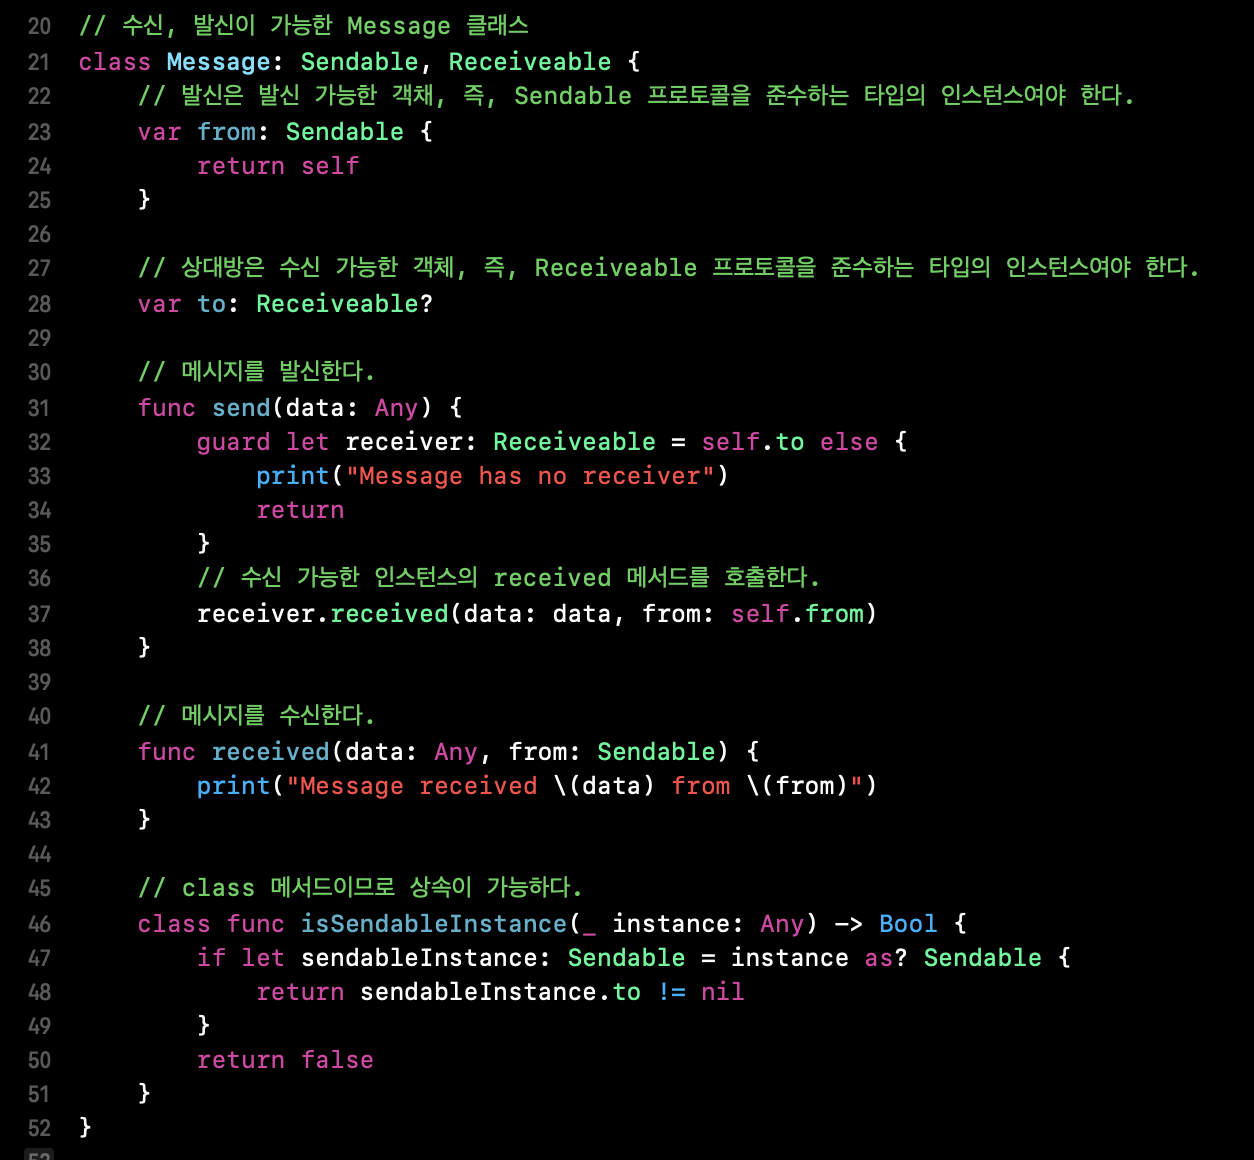 20 // 수신, 발신이 가능한 Message 클래스
21 class Message: Sendable, Receiveable {
22     // 발신은 발신 가능한 객채, 즉, Sendable 프로토콜을 준수하는 타입의 인스턴스여야 한다.
23     var from: Sendable {
24         return self
25     }
26
27     // 상대방은 수신 가능한 객체, 즉, Receiveable 프로토콜을 준수하는 타입의 인스턴스여야 한다.
28     var to: Receiveable?
29
30     // 메시지를 발신한다.
31     func send(data: Any) {
32         guard let receiver: Receiveable = self.to else {
33             print("Message has no receiver")
34             return
35         }
36         // 수신 가능한 인스턴스의 received 메서드를 호출한다.
37         receiver.received(data: data, from: self.from)
38     }
39
40     // 메시지를 수신한다.
41     func received(data: Any, from: Sendable) {
42         print("Message received \(data) from \(from)")
43     }
44
45     // class 메서드이므로 상속이 가능하다.
46     class func isSendableInstance(_ instance: Any) -> Bool {
47         if let sendableInstance: Sendable = instance as? Sendable {
48             return sendableInstance.to != nil
49         }
50         return false
51     }
52 }